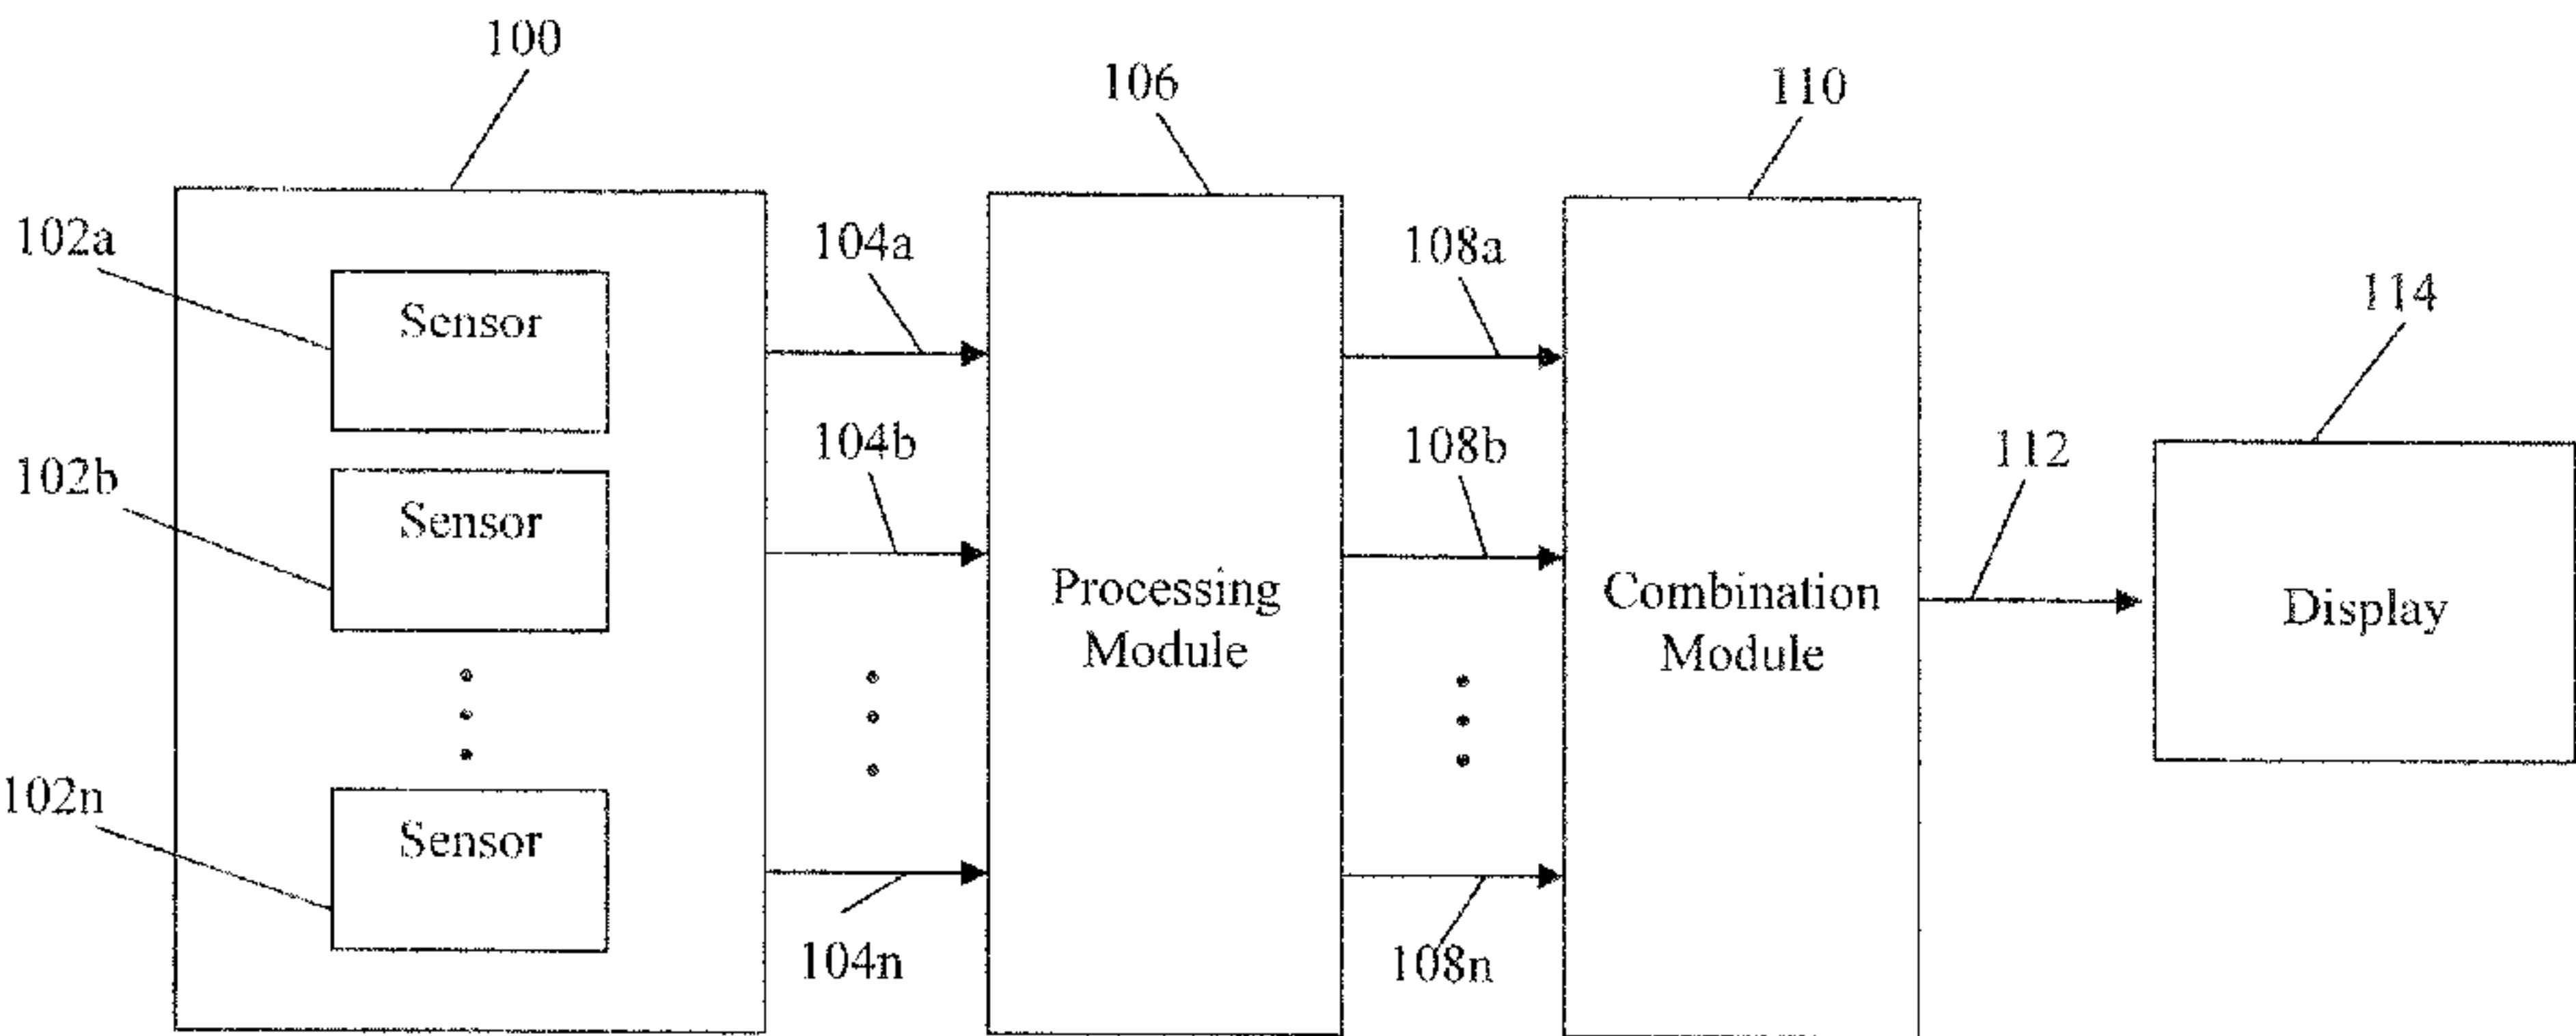 100
106
110
102a
Sensor
104a
108a
114
102b
Sensor
104b
108b
112
Processing
Module
Combination
Module
Display
102n
Sensor
104n
108n